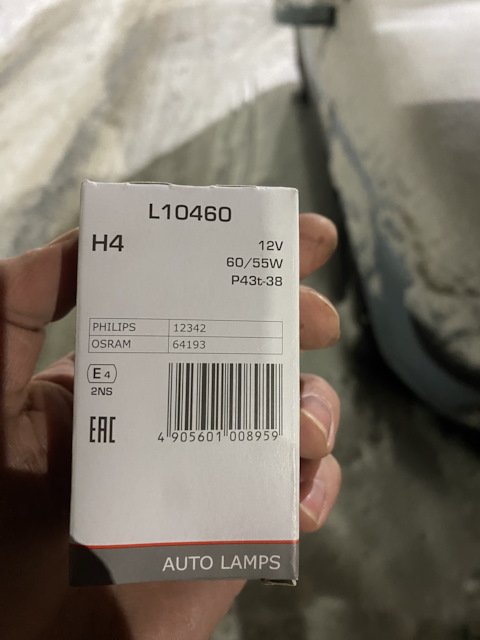 L10460
H4
12V
60/55W
P43t-38
PHILIPS 12342
OSRAM 64193
E4
2NS
EAC
4 905601 008959
AUTO LAMPS